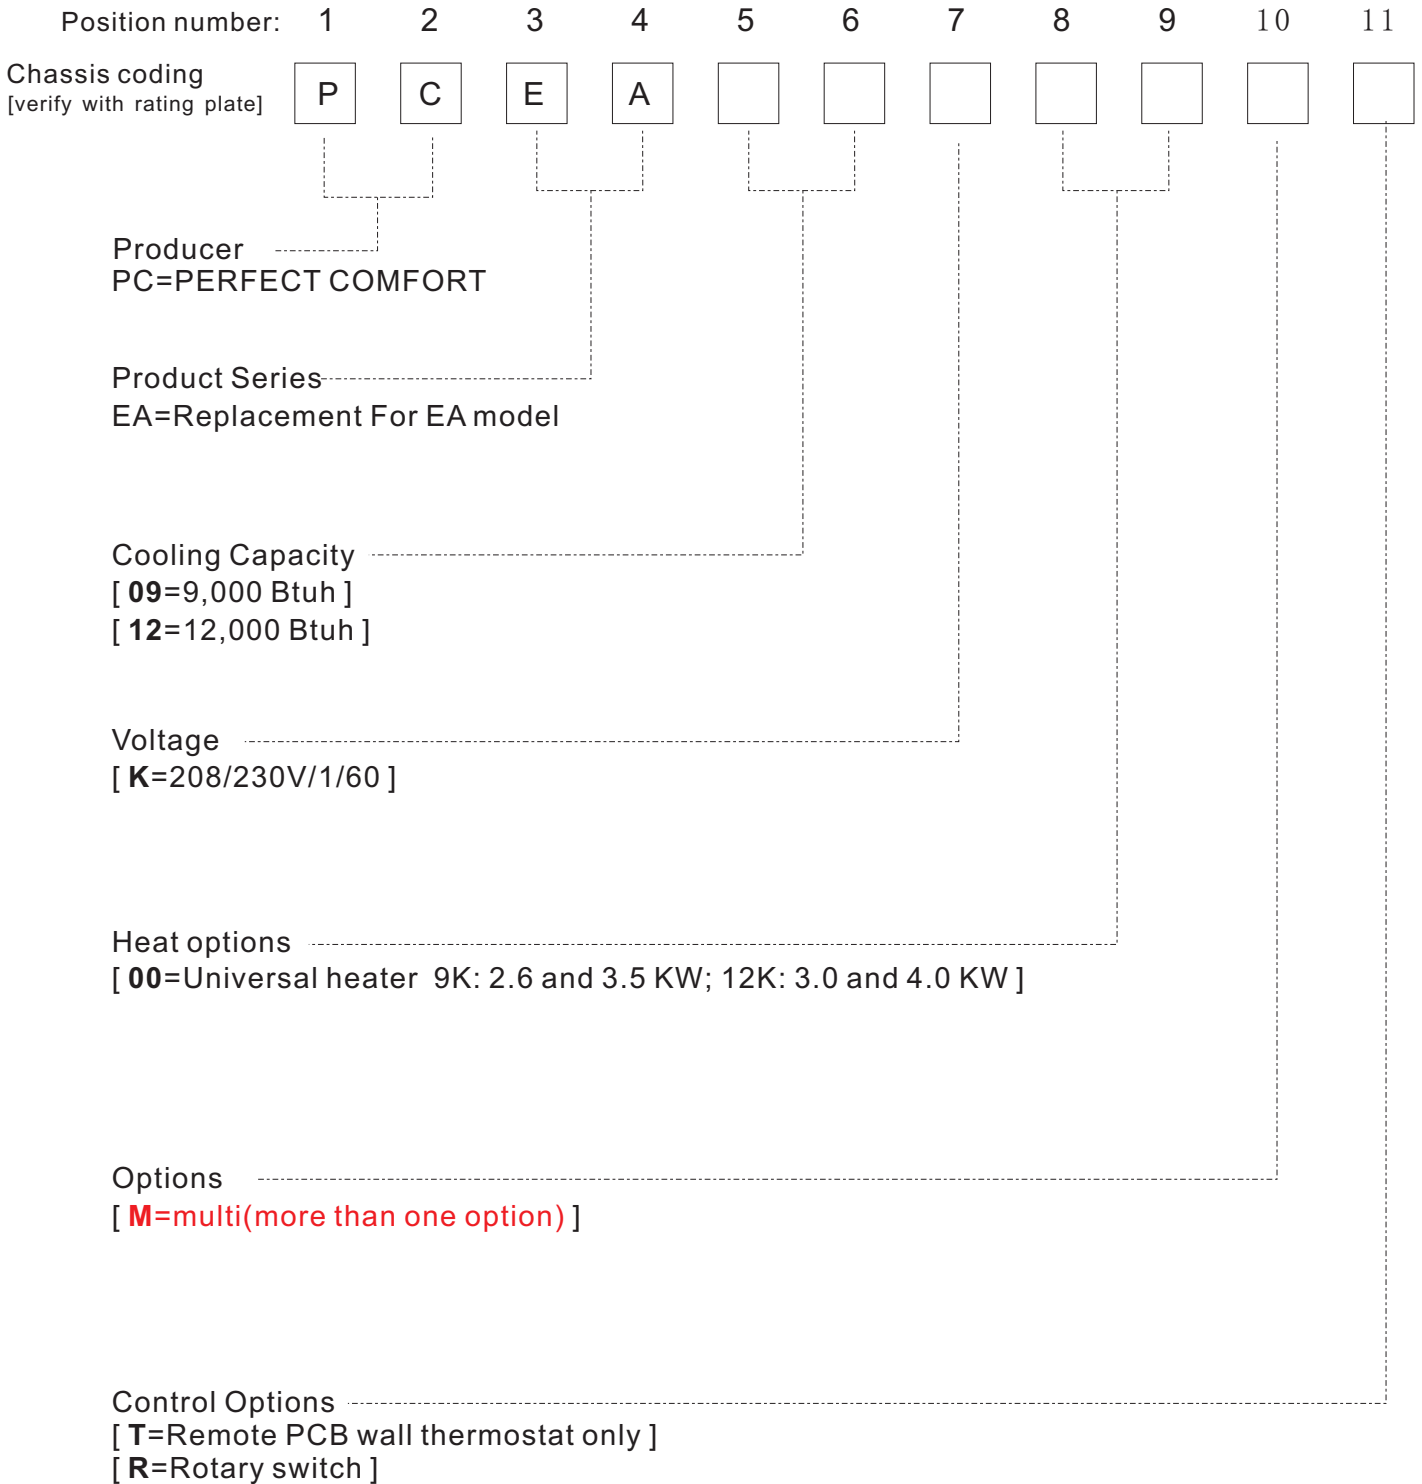 Position number: 1 2 3 4 5 6 7 8 9 10 11
Chassis coding
[verify with rating plate]
P C E A
Producer
PC=PERFECT COMFORT
Product Series
EA=Replacement For EA model
Cooling Capacity
[ 09=9,000 Btuh ]
[ 12=12,000 Btuh ]
Voltage
[ K=208/230V/1/60 ]
Heat options
[ 00=Universal heater 9K: 2.6 and 3.5 KW; 12K: 3.0 and 4.0 KW ]
Options
[ M=multi(more than one option) ]
Control Options
[ T=Remote PCB wall thermostat only ]
[ R=Rotary switch ]